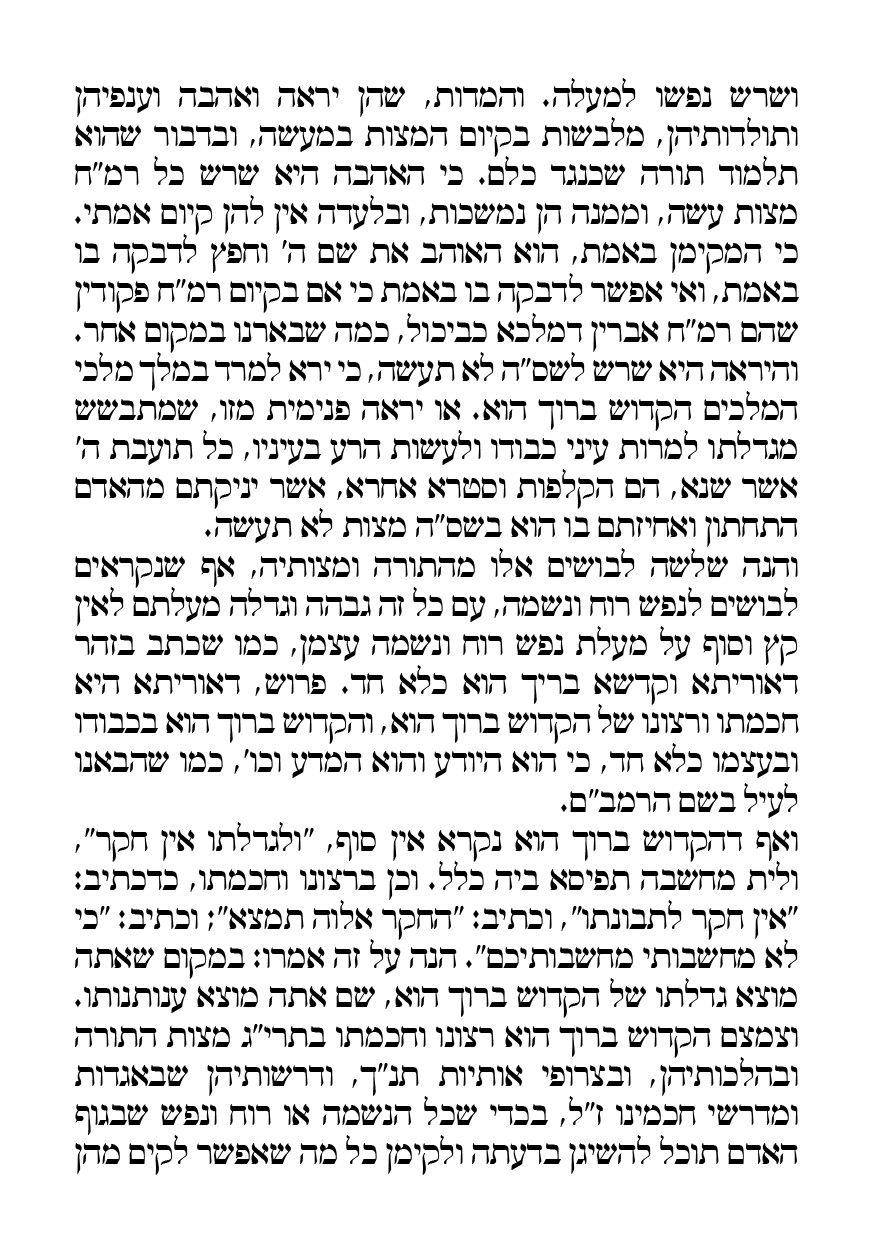 ושרש נפשו למעלה. והמדות, שהן יראה ואהבה וענפיהן
ותולדותיהן, מלבשות בקיום המצות במעשה, ובדבור שהוא
תלמוד תורה שכנגד כלם. כי האהבה היא שרש כל רמ"ח
מצות עשה, וממנה הן נמשכות, ובלעדה אין להן קיום אמתי.
כי המקימן באמת, הוא האוהב את שם ה' וחפץ לדבקה בו
באמת, ואי אפשר לדבקה בו באמת כי אם בקיום רמ"ח פקודין
שהם רמ"ח אברין דמלכא כביכול, כמה שבארנו במקום אחר.
והיראה היא שרש לשס"ה לא תעשה, כי ירא למרד במלך מלכי
המלכים הקדוש ברוך הוא. או יראה פנימית מזו, שמתבשש
מגדלתו למרות עיני כבודו ולעשות הרע בעיניו, כל תועבת ה'
אשר שנא, הם הקלפות וסטרא אחרא, אשר יניקתם מהאדם
התחתון ואחיזתם בו הוא בשס"ה מצות לא תעשה.
והנה שלשה לבושים אלו מהתורה ומצותיה, אף שנקראים
לבושים לנפש רוח ונשמה, עם כל זה גבהה וגדלה מעלתם לאין
קץ וסוף על מעלת נפש רוח ונשמה עצמן, כמו שכתב בזהר
דאוריתא וקדשא בריך הוא כלא חד. פרוש, דאוריתא היא
חכמתו ורצונו של הקדוש ברוך הוא, והקדוש ברוך הוא בכבודו
ובעצמו כלא חד, כי הוא היודע והוא המדע וכו', כמו שהבאנו
לעיל בשם הרמב"ם.
ואף דהקדוש ברוך הוא נקרא אין סוף, "ולגדלתו אין חקר",
ולית מחשבה תפיסא ביה כלל. וכן ברצונו וחכמתו, כדכתיב:
"אין חקר לתבונתו", וכתיב: "החקר אלוה תמצא"; וכתיב: "כי
לא מחשבותי מחשבותיכם". הנה על זה אמרו: במקום שאתה
מוצא גדלתו של הקדוש ברוך הוא, שם אתה מוצא ענותנותו.
וצמצם הקדוש ברוך הוא רצונו וחכמתו בתרי"ג מצות התורה
ובהלכותיהן, ובצרופי אותיות תנ"ך, ודרשותיהן שבאגדות
ומדרשי חכמינו ז"ל, בכדי שכל הנשמה או רוח ונפש שבגוף
האדם תוכל להשיגן בדעתה ולקימן כל מה שאפשר לקים מהן